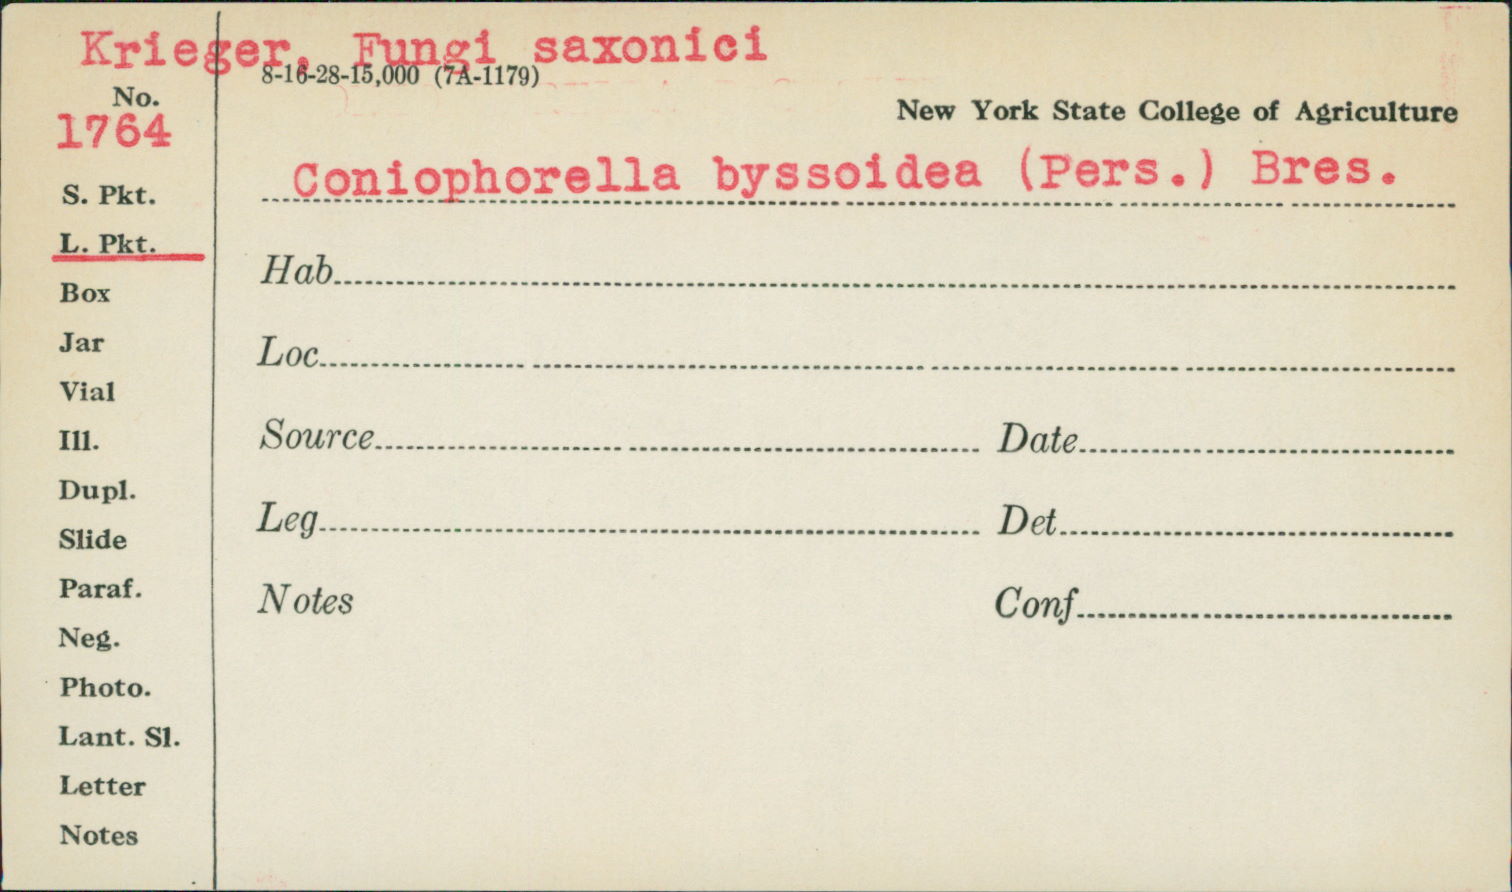 Krieger, Fungi saxonici
8-16-28-15,000 (7A-1179)
No.
1764
New York State College of Agriculture
Coniophorella byssoidea (Pers.) Bres.
S. Pkt.
L. Pkt.
Box
Jar
Vial
Ill.
Dupl.
Slide
Paraf.
Neg.
Photo.
Lant. Sl.
Letter
Notes
Hab
Loc
Source Date
Leg Det
Notes Conf